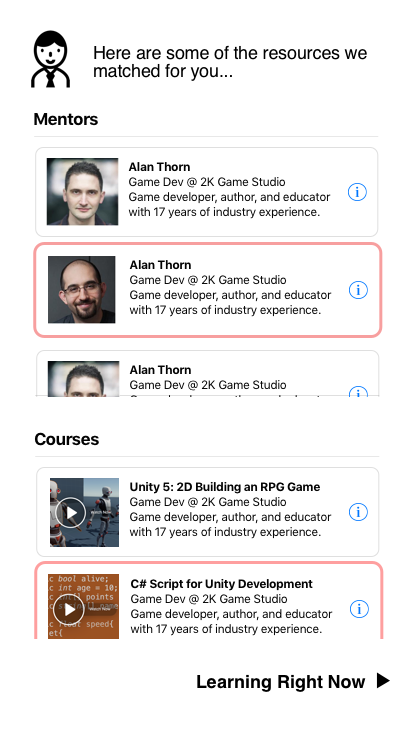 Here are some of the resources we
matched for you...
Mentors
Alan Thorn
Game Dev @ 2K Game Studio
Game developer, author, and educator
with 17 years of industry experience.
Alan Thorn
Game Dev @ 2K Game Studio
Game developer, author, and educator
with 17 years of industry experience.
Alan Thorn
Game Dev @ 2K Game Studio
Courses
Unity 5: 2D Building an RPG Game
Game Dev @ 2K Game Studio
Game developer, author, and educator
with 17 years of industry experience.
Watch Now
C# Script for Unity Development
Game Dev @ 2K Game Studio
Game developer, author, and educator
with 17 years of industry experience.
bool alive;
int age = 10;
points
speed{
Learning Right Now